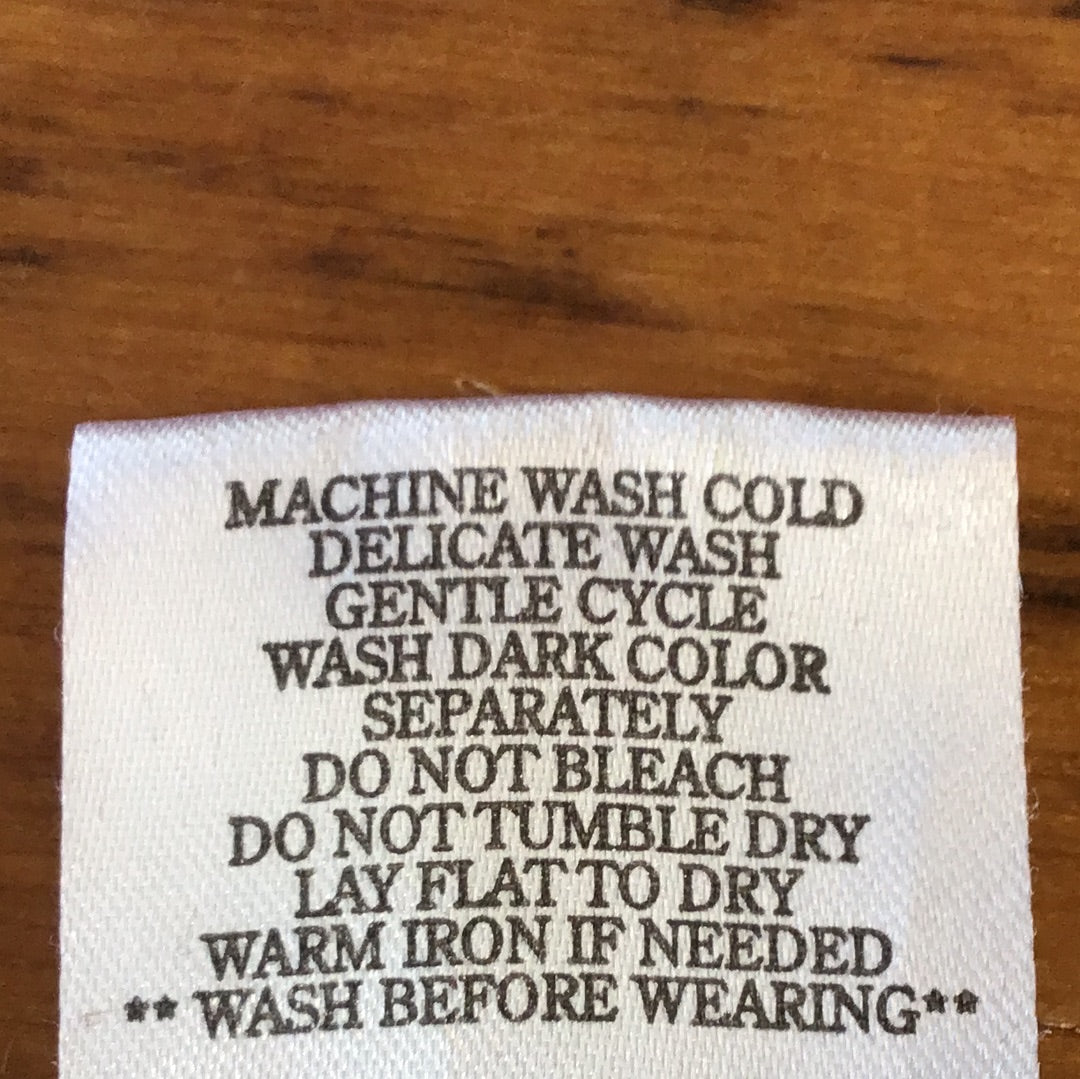 MACHINE WASH COLD
DELICATE WASH
GENTLE CYCLE
WASH DARK COLOR
SEPARATELY
DO NOT BLEACH
DO NOT TUMBLE DRY
LAY FLAT TO DRY
WARM IRON IF NEEDED
** WASH BEFORE WEARING**